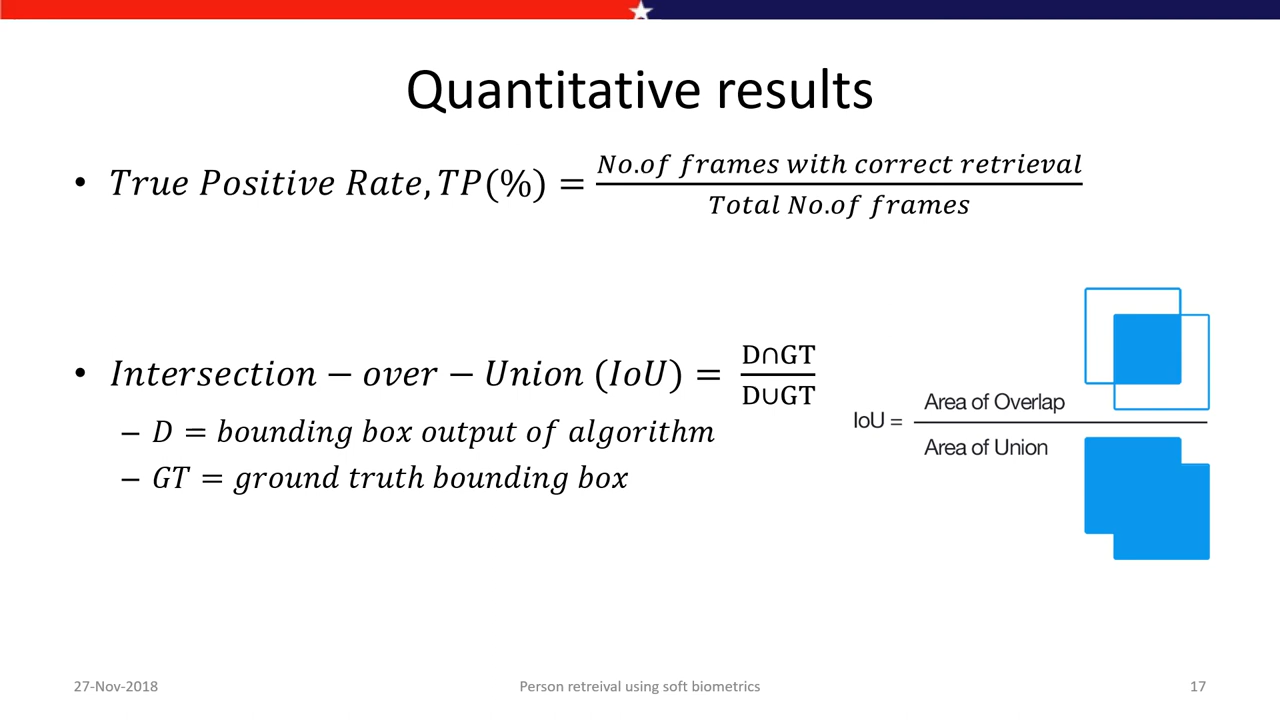 Quantitative results
• True Positive Rate, TP(%) = No.of frames with correct retrieval / Total No.of frames
• Intersection − over − Union (IoU) = D∩GT / D∪GT
– D = bounding box output of algorithm
– GT = ground truth bounding box
IoU = Area of Overlap / Area of Union
27-Nov-2018
Person retreival using soft biometrics
17